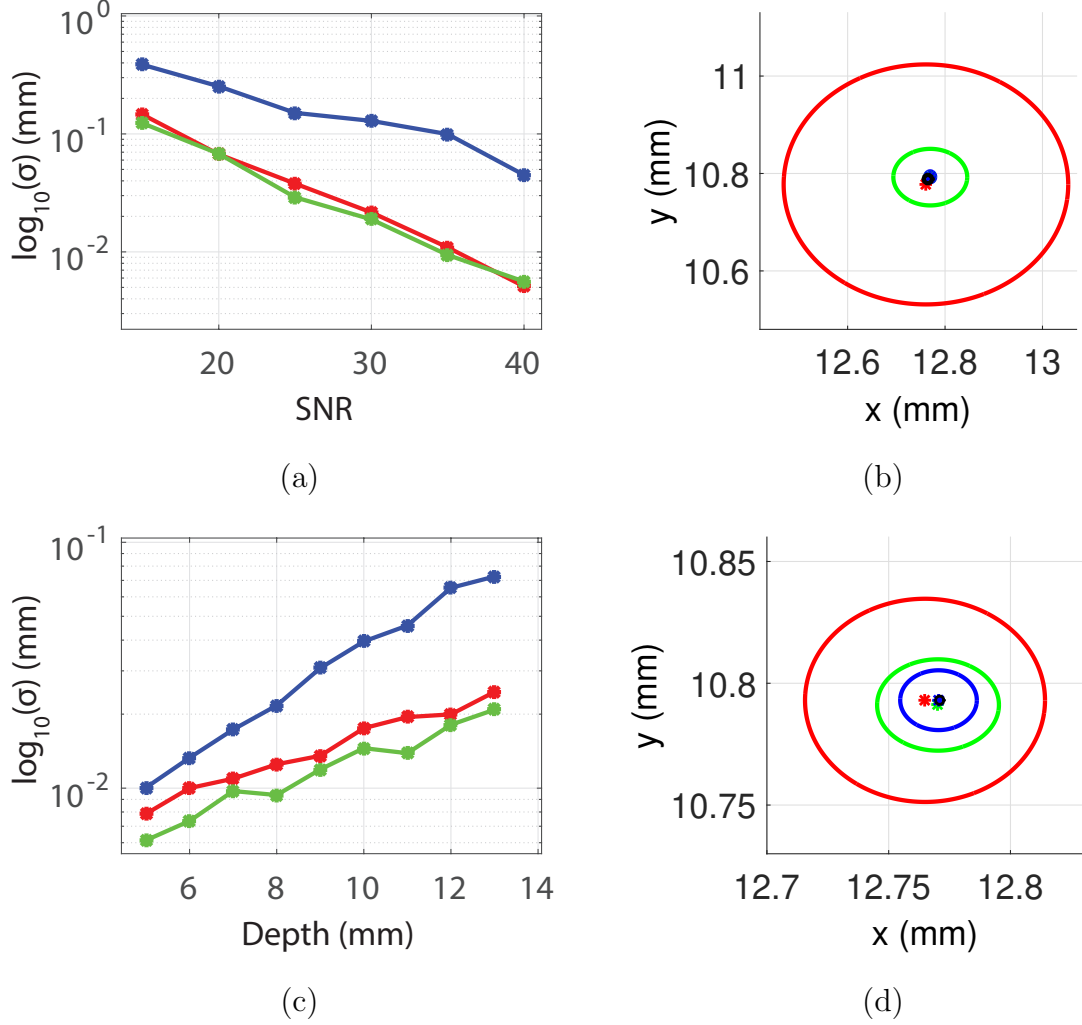 10⁰
10⁻¹
10⁻²
log₁₀(σ) (mm)
20 30 40
SNR
(a)
11
10.8
10.6
y (mm)
12.6 12.8 13
x (mm)
(b)
10⁻¹
10⁻²
log₁₀(σ) (mm)
6 8 10 12 14
Depth (mm)
(c)
10.85
10.8
10.75
y (mm)
12.7 12.75 12.8
x (mm)
(d)